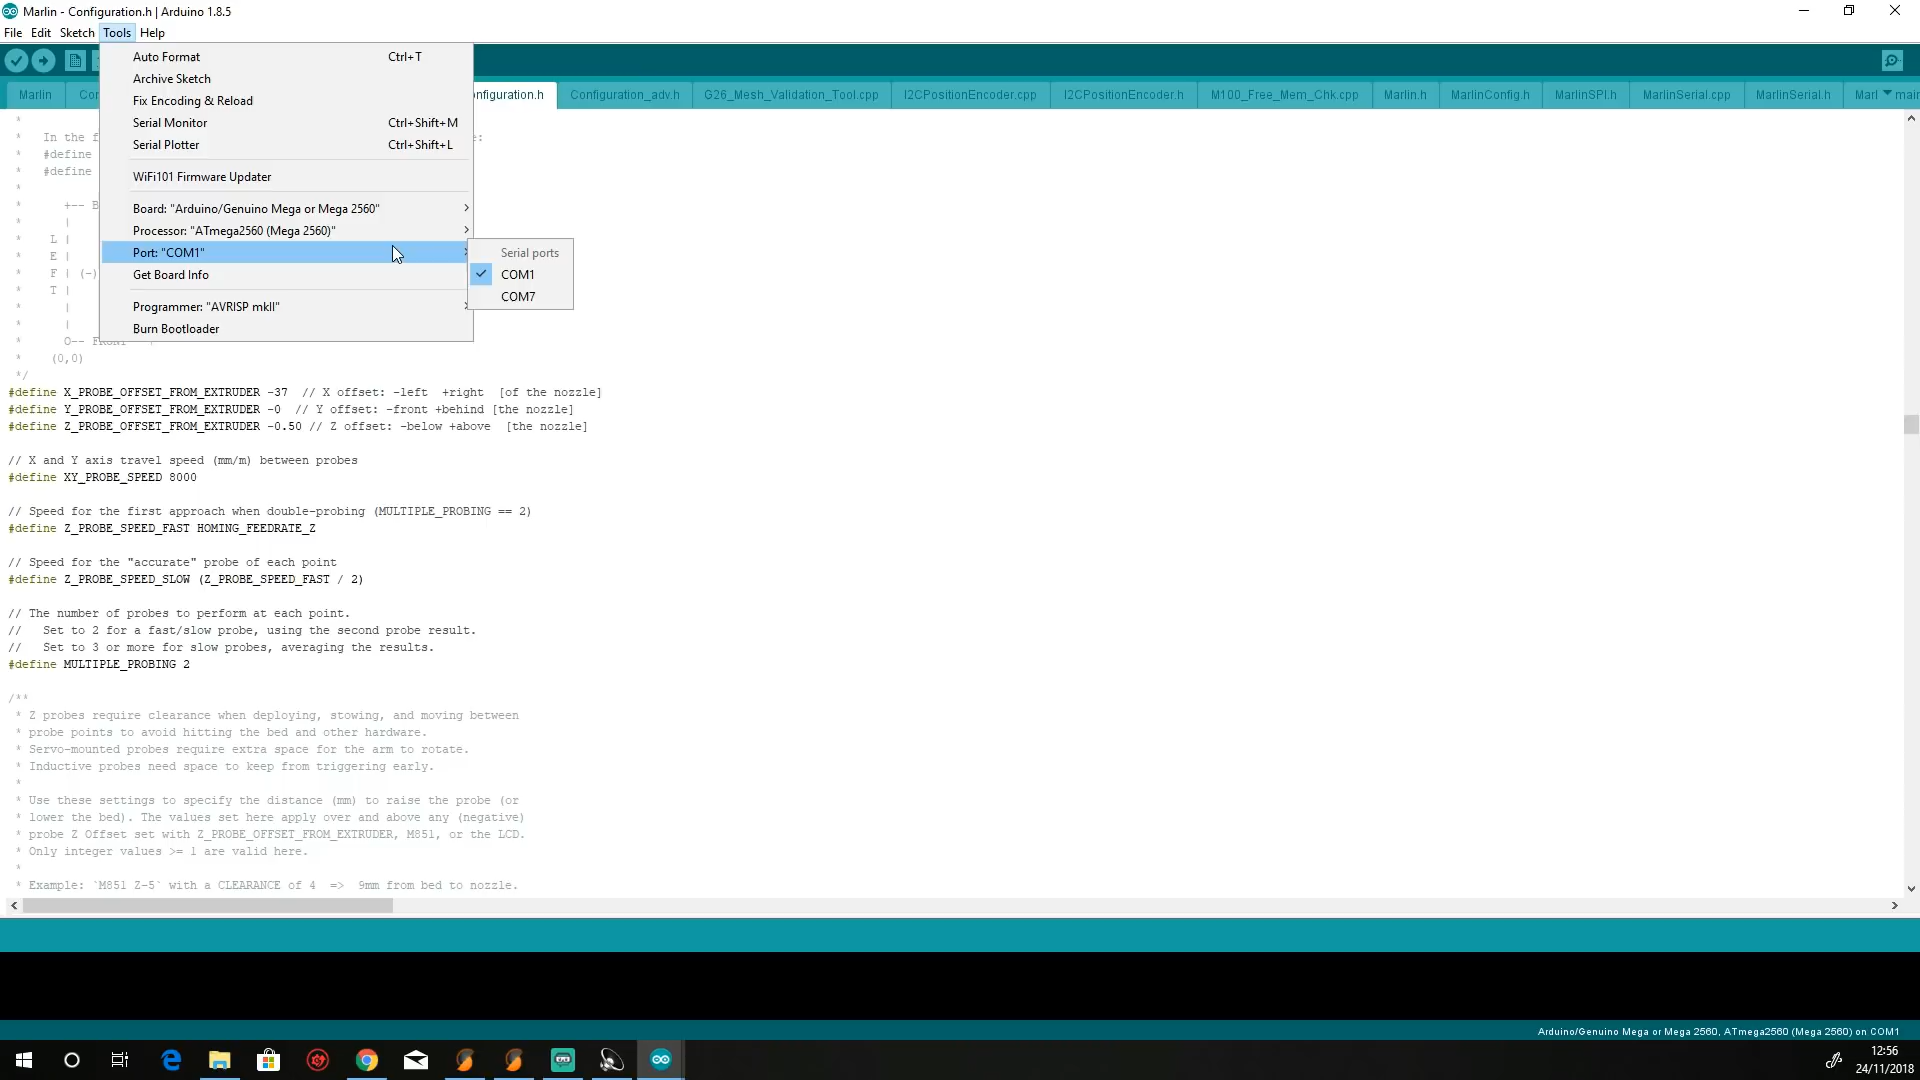 Marlin - Configuration.h | Arduino 1.8.5
File Edit Sketch Tools Help
Marlin nfiguration.h Configuration_adv.h G26_Mesh_Validation_Tool.cpp I2CPositionEncoder.cpp I2CPositionEncoder.h M100_Free_Mem_Chk.cpp Marlin.h MarlinConfig.h MarlinSPI.h MarlinSerial.cpp MarlinSerial.h Marl
Auto Format Ctrl+T
Archive Sketch
Fix Encoding & Reload
Serial Monitor Ctrl+Shift+M
Serial Plotter Ctrl+Shift+L
WiFi101 Firmware Updater
Board: "Arduino/Genuino Mega or Mega 2560"
Processor: "ATmega2560 (Mega 2560)"
Port: "COM1"
Get Board Info
Programmer: "AVRISP mkII"
Burn Bootloader
Serial ports
COM1
COM7
* In the f
* #define
* #define
*
* +-- B
* |
* L |
* E |
* F | (-)
* T |
* |
* |
* O-- FRONT
* (0,0)
*/
#define X_PROBE_OFFSET_FROM_EXTRUDER -37 // X offset: -left +right [of the nozzle]
#define Y_PROBE_OFFSET_FROM_EXTRUDER -0 // Y offset: -front +behind [the nozzle]
#define Z_PROBE_OFFSET_FROM_EXTRUDER -0.50 // Z offset: -below +above [the nozzle]
// X and Y axis travel speed (mm/m) between probes
#define XY_PROBE_SPEED 8000
// Speed for the first approach when double-probing (MULTIPLE_PROBING == 2)
#define Z_PROBE_SPEED_FAST HOMING_FEEDRATE_Z
// Speed for the "accurate" probe of each point
#define Z_PROBE_SPEED_SLOW (Z_PROBE_SPEED_FAST / 2)
// The number of probes to perform at each point.
// Set to 2 for a fast/slow probe, using the second probe result.
// Set to 3 or more for slow probes, averaging the results.
#define MULTIPLE_PROBING 2
/**
* Z probes require clearance when deploying, stowing, and moving between
* probe points to avoid hitting the bed and other hardware.
* Servo-mounted probes require extra space for the arm to rotate.
* Inductive probes need space to keep from triggering early.
*
* Use these settings to specify the distance (mm) to raise the probe (or
* lower the bed). The values set here apply over and above any (negative)
* probe Z Offset set with Z_PROBE_OFFSET_FROM_EXTRUDER, M851, or the LCD.
* Only integer values >= 1 are valid here.
*
* Example: `M851 Z-5` with a CLEARANCE of 4 => 9mm from bed to nozzle.
Arduino/Genuino Mega or Mega 2560, ATmega2560 (Mega 2560) on COM1
12:56
24/11/2018